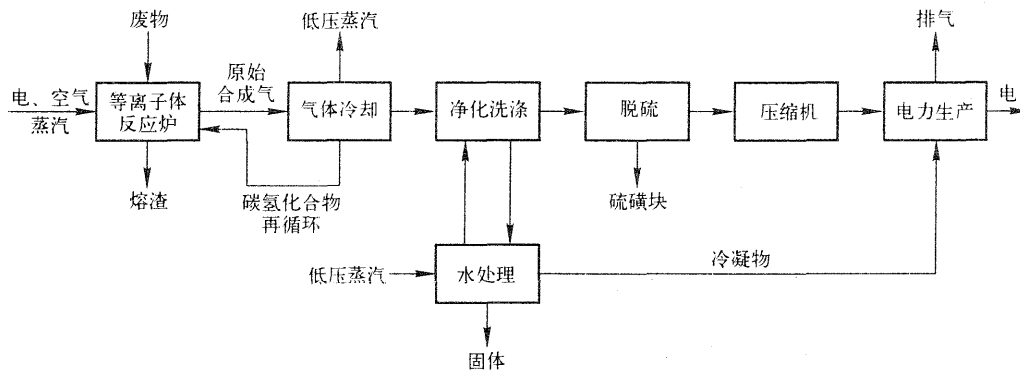 废物
低压蒸汽
排气
电、空气
蒸汽
等离子体
反应炉
原始
合成气
气体冷却
净化洗涤
脱硫
压缩机
电力生产
电
熔渣
碳氢化合物
再循环
硫磺块
低压蒸汽
水处理
冷凝物
固体